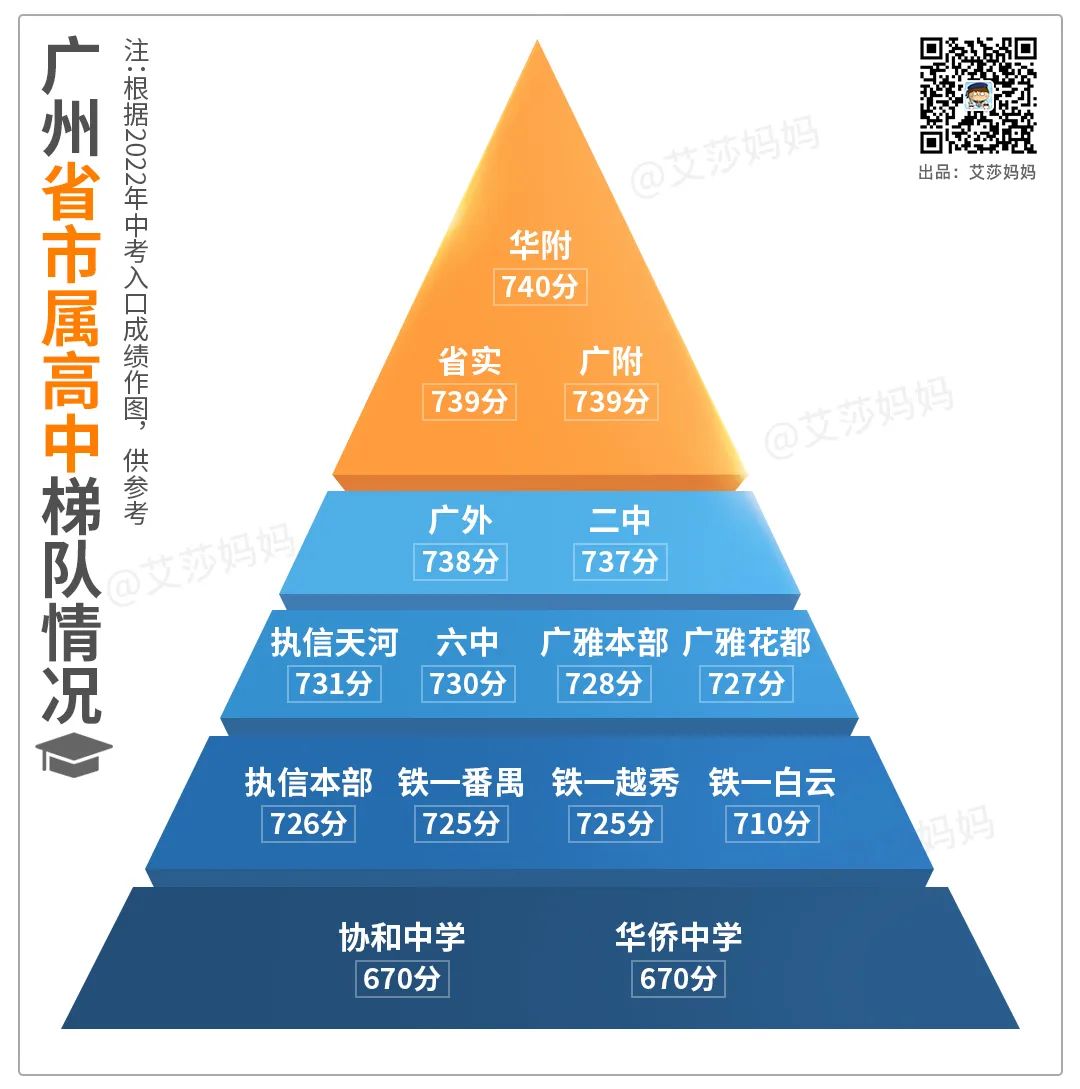 广州省市属高中梯队情况
注：根据2022年中考入口成绩作图，供参考
出品：艾莎妈妈
@艾莎妈妈
华附
740分
省实 广附
739分 739分
@艾莎妈妈
广外 二中
738分 737分
@艾莎妈妈
执信天河 六中 广雅本部 广雅花都
731分 730分 728分 727分
执信本部 铁一番禺 铁一越秀 铁一白云
726分 725分 725分 710分
妈妈
协和中学 华侨中学
670分 670分